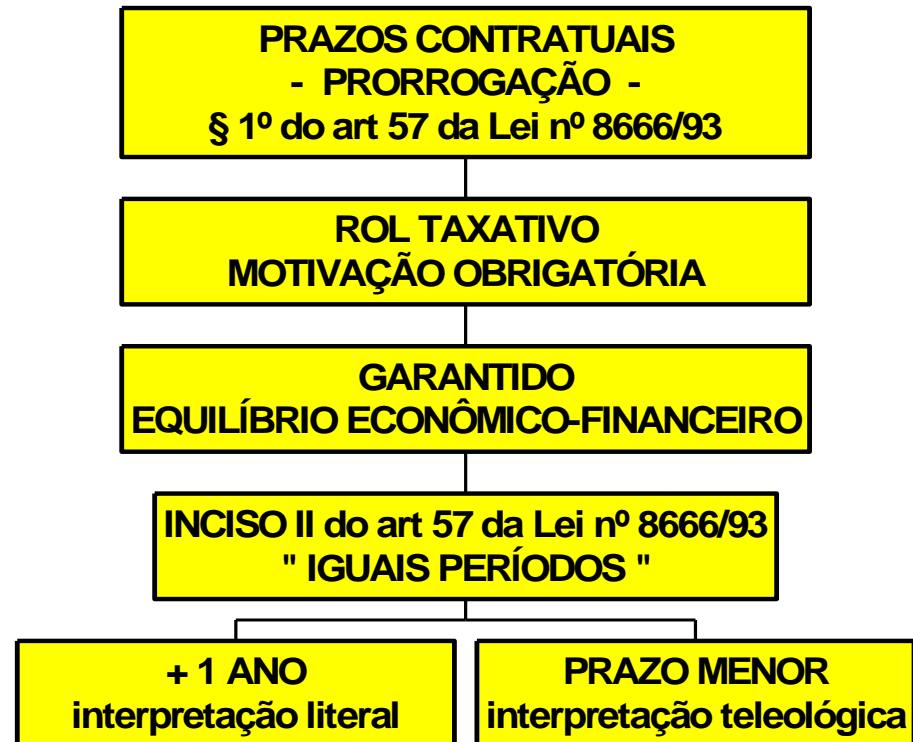 PRAZOS CONTRATUAIS
- PRORROGAÇÃO -
§ 1º do art 57 da Lei nº 8666/93
ROL TAXATIVO
MOTIVAÇÃO OBRIGATÓRIA
GARANTIDO
EQUILÍBRIO ECONÔMICO-FINANCEIRO
INCISO II do art 57 da Lei nº 8666/93
" IGUAIS PERÍODOS "
+ 1 ANO
interpretação literal
PRAZO MENOR
interpretação teleológica